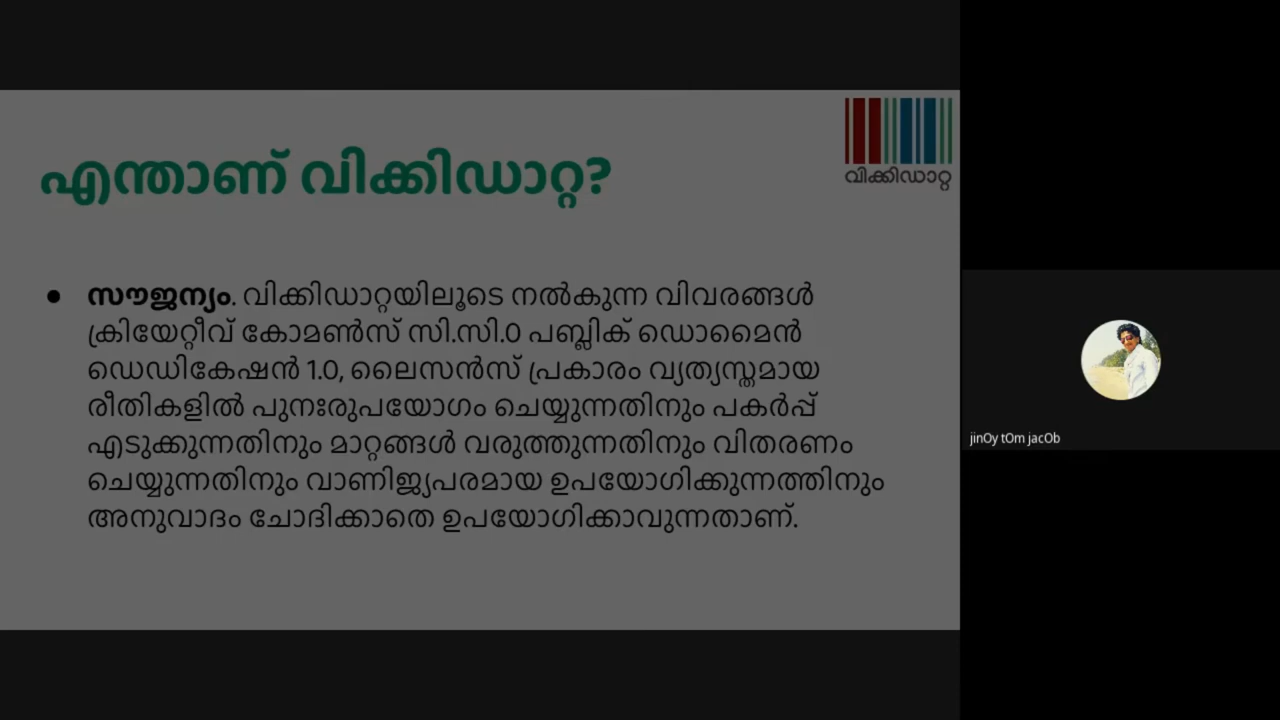 എന്താണ് വിക്കിഡാറ്റ?
വിക്കിഡാറ്റ
● സൗജന്യം. വിക്കിഡാറ്റയിലൂടെ നൽകുന്ന വിവരങ്ങൾ
ക്രിയേറ്റീവ് കോമൺസ് സി.സി.0 പബ്ലിക് ഡൊമൈൻ
ഡെഡികേഷൻ 1.0, ലൈസൻസ് പ്രകാരം വ്യത്യസ്തമായ
രീതികളിൽ പുനഃരുപയോഗം ചെയ്യുന്നതിനും പകർപ്പ്
എടുക്കുന്നതിനും മാറ്റങ്ങൾ വരുത്തുന്നതിനും വിതരണം
ചെയ്യുന്നതിനും വാണിജ്യപരമായ ഉപയോഗിക്കുന്നത്തിനും
അനുവാദം ചോദിക്കാതെ ഉപയോഗിക്കാവുന്നതാണ്.
jinOy tOm jacOb